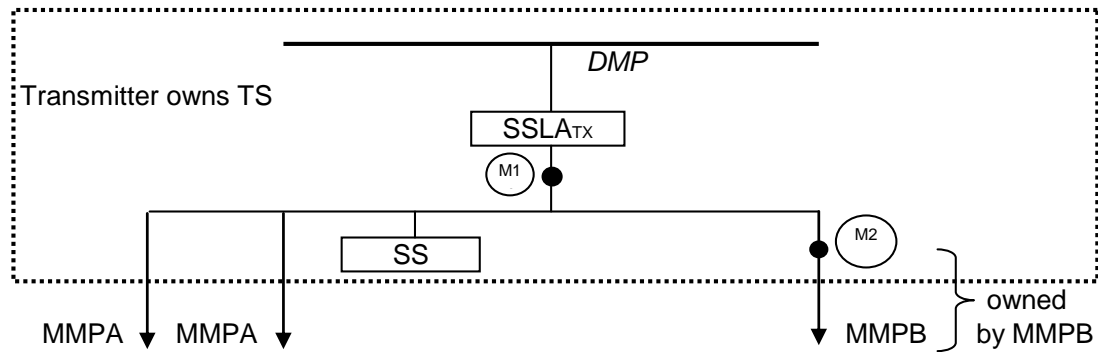 DMP
Transmitter owns TS
SSLATX
M1
M2
SS
MMPA MMPA MMPB
owned
by MMPB